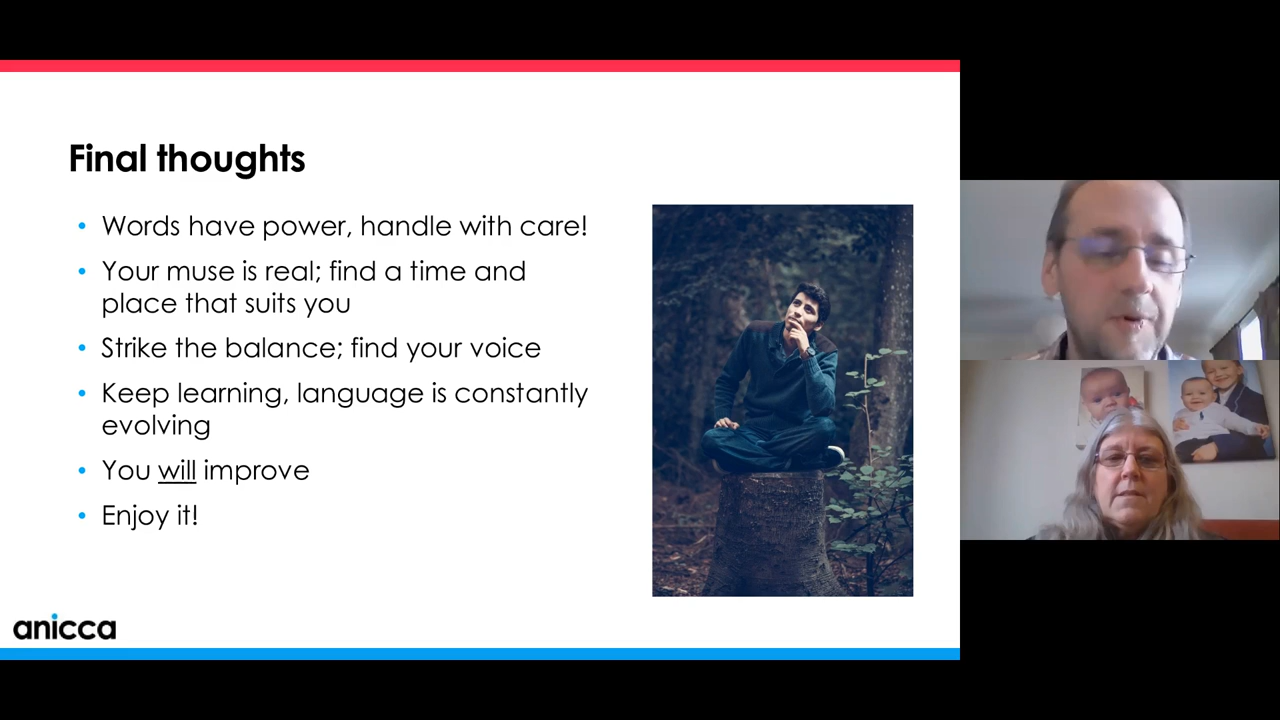 Final thoughts
• Words have power, handle with care!
• Your muse is real; find a time and
place that suits you
• Strike the balance; find your voice
• Keep learning, language is constantly
evolving
• You will improve
• Enjoy it!
anicca